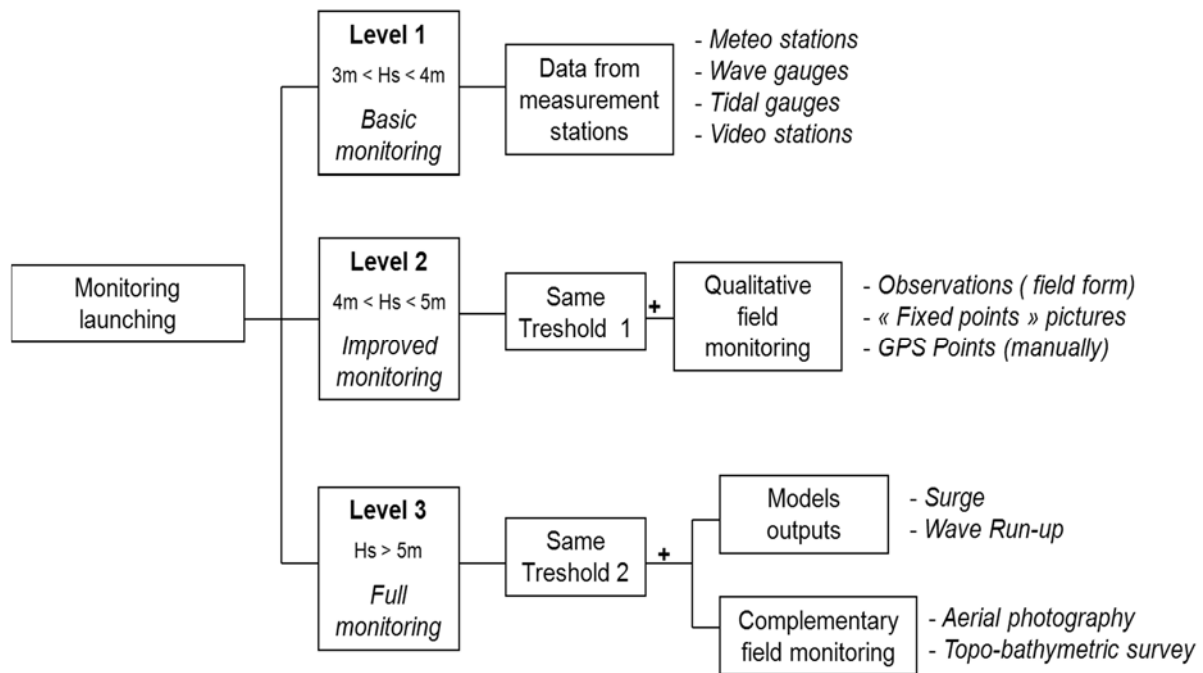 Monitoring
launching
Level 1
3m < Hs < 4m
Basic
monitoring
Data from
measurement
stations
- Meteo stations
- Wave gauges
- Tidal gauges
- Video stations
Level 2
4m < Hs < 5m
Improved
monitoring
Same
Treshold 1
+
Qualitative
field
monitoring
- Observations ( field form)
- « Fixed points » pictures
- GPS Points (manually)
Level 3
Hs > 5m
Full
monitoring
Same
Treshold 2
+
Models
outputs
- Surge
- Wave Run-up
Complementary
field monitoring
- Aerial photography
- Topo-bathymetric survey